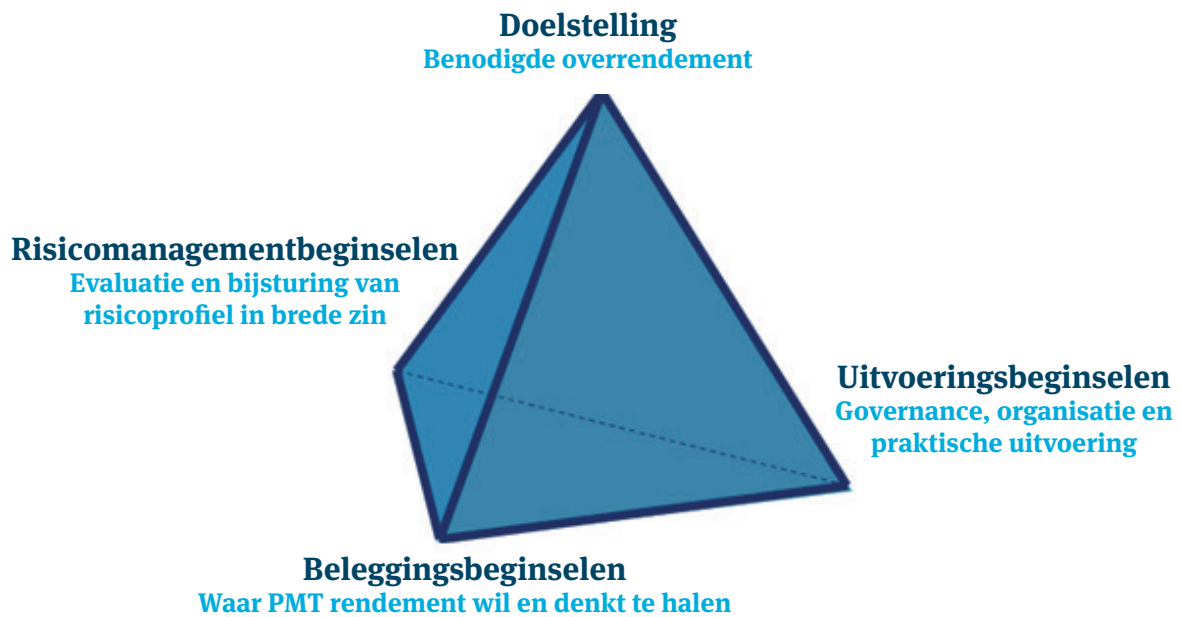 Doelstelling
Benodigde overrendement
Risicomanagementbeginselen
Evaluatie en bijsturing van
risicoprofiel in brede zin
Uitvoeringsbeginselen
Governance, organisatie en
praktische uitvoering
Beleggingsbeginselen
Waar PMT rendement wil en denkt te halen